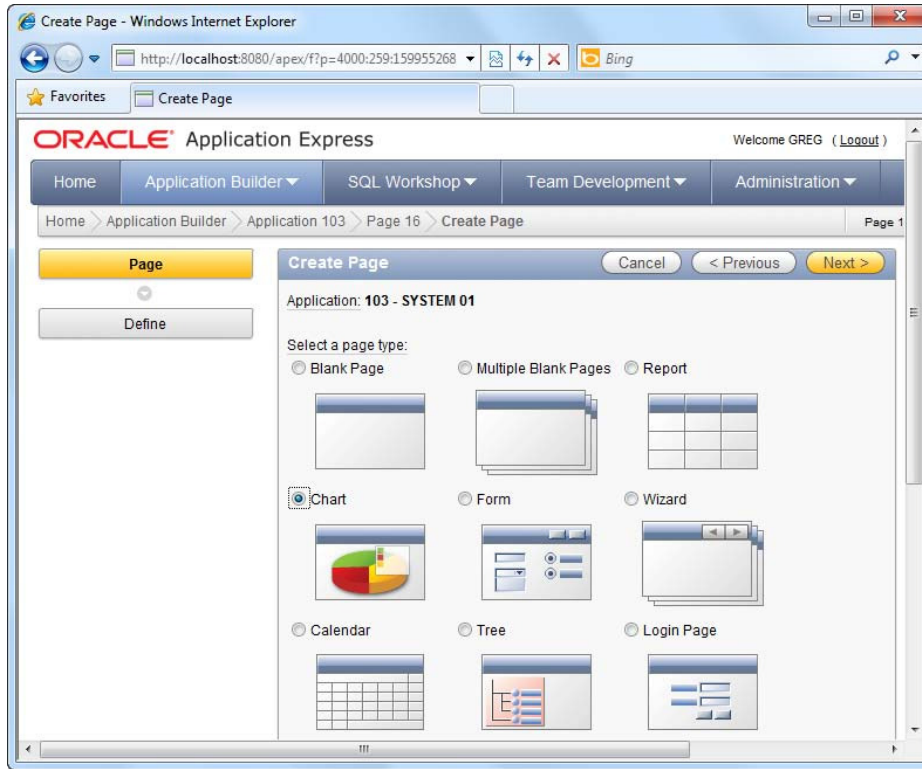 Create Page - Windows Internet Explorer
http://localhost:8080/apex/f?p=4000:259:159955268
Bing
Favorites
Create Page
ORACLE Application Express
Welcome GREG ( Logout )
Home
Application Builder
SQL Workshop
Team Development
Administration
Home Application Builder Application 103 Page 16 Create Page
Page 1
Page
Define
Create Page
Cancel
< Previous
Next >
Application: 103 - SYSTEM 01
Select a page type:
Blank Page
Multiple Blank Pages
Report
Chart
Form
Wizard
Calendar
Tree
Login Page